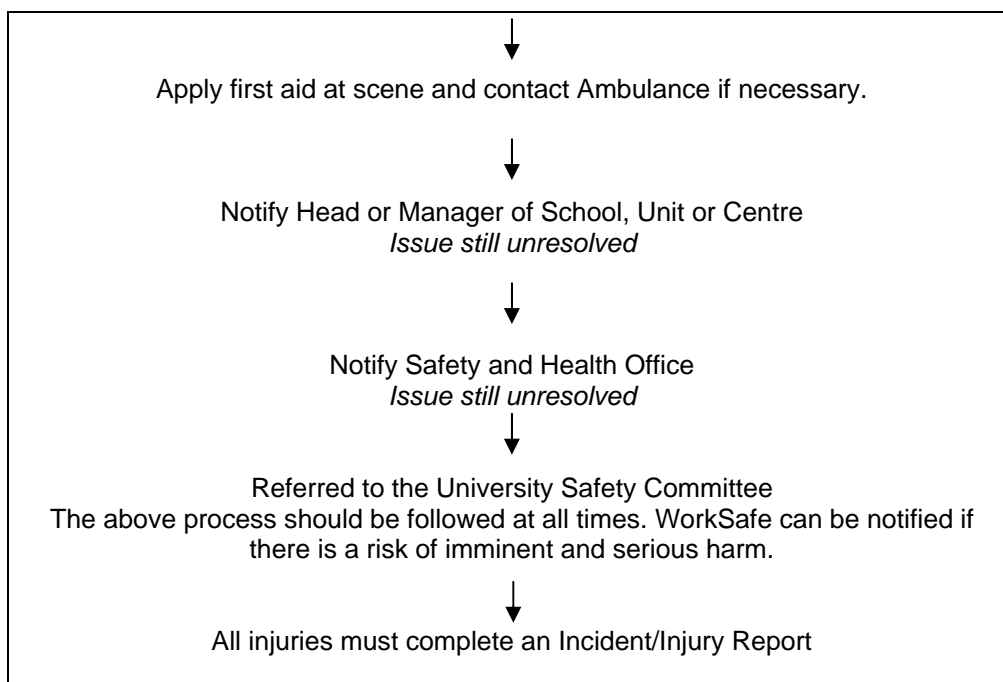 Apply first aid at scene and contact Ambulance if necessary.
Notify Head or Manager of School, Unit or Centre
Issue still unresolved
Notify Safety and Health Office
Issue still unresolved
Referred to the University Safety Committee
The above process should be followed at all times. WorkSafe can be notified if
there is a risk of imminent and serious harm.
All injuries must complete an Incident/Injury Report